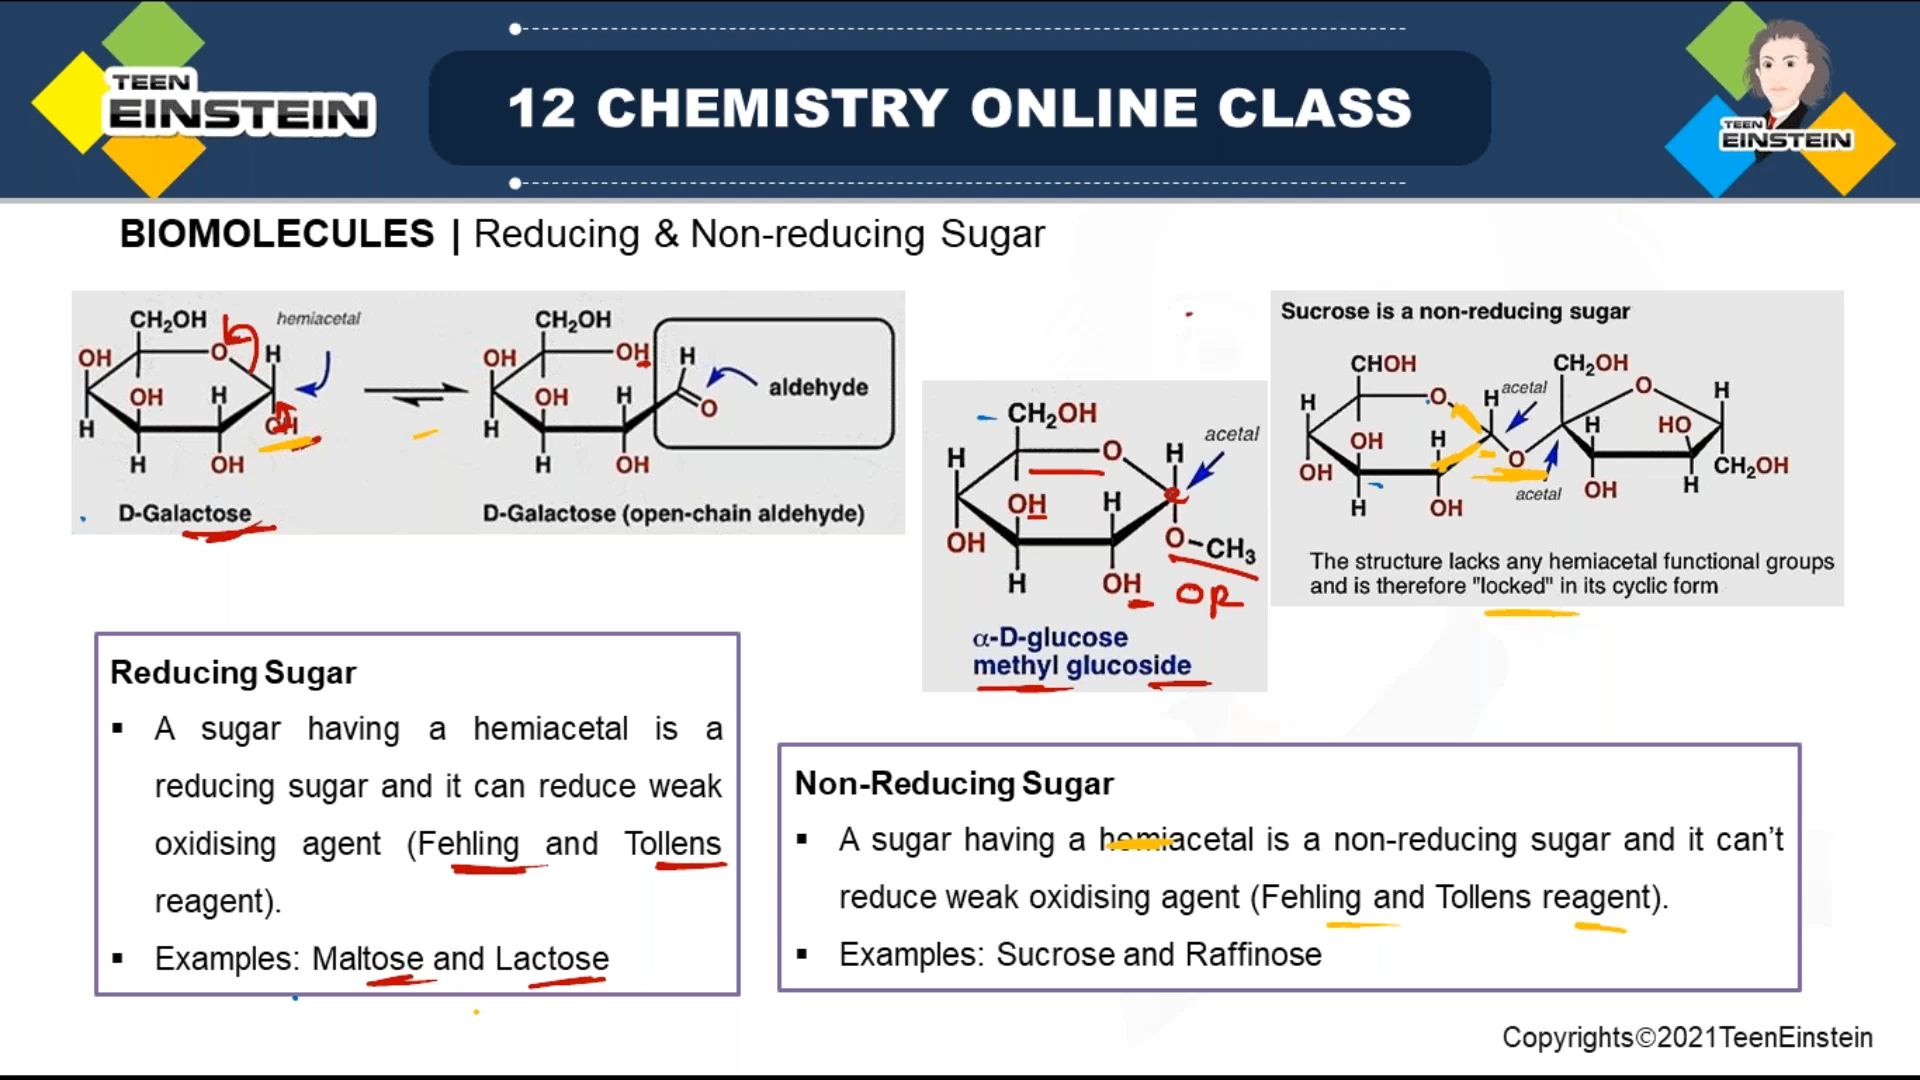 TEEN
EINSTEIN
12 CHEMISTRY ONLINE CLASS
TEEN
EINSTEIN
BIOMOLECULES | Reducing & Non-reducing Sugar
CH₂OH
hemiacetal
OH
O
H
OH
H
H
OH
H
OH
D-Galactose
CH₂OH
OH
OH
H
aldehyde
OH
H
O
H
H
OH
D-Galactose (open-chain aldehyde)
CH₂OH
acetal
H
O
H
OH
H
OH
O-CH₃
H
OH
OR
α-D-glucose
methyl glucoside
Sucrose is a non-reducing sugar
CHOH
CH₂OH
O
H
acetal
O
H
H
OH
H
H
HO
OH
O
CH₂OH
acetal
OH
H
H
OH
The structure lacks any hemiacetal functional groups
and is therefore "locked" in its cyclic form
Reducing Sugar
▪ A sugar having a hemiacetal is a
reducing sugar and it can reduce weak
oxidising agent (Fehling and Tollens
reagent).
▪ Examples: Maltose and Lactose
Non-Reducing Sugar
▪ A sugar having a hemiacetal is a non-reducing sugar and it can’t
reduce weak oxidising agent (Fehling and Tollens reagent).
▪ Examples: Sucrose and Raffinose
Copyrights©2021TeenEinstein